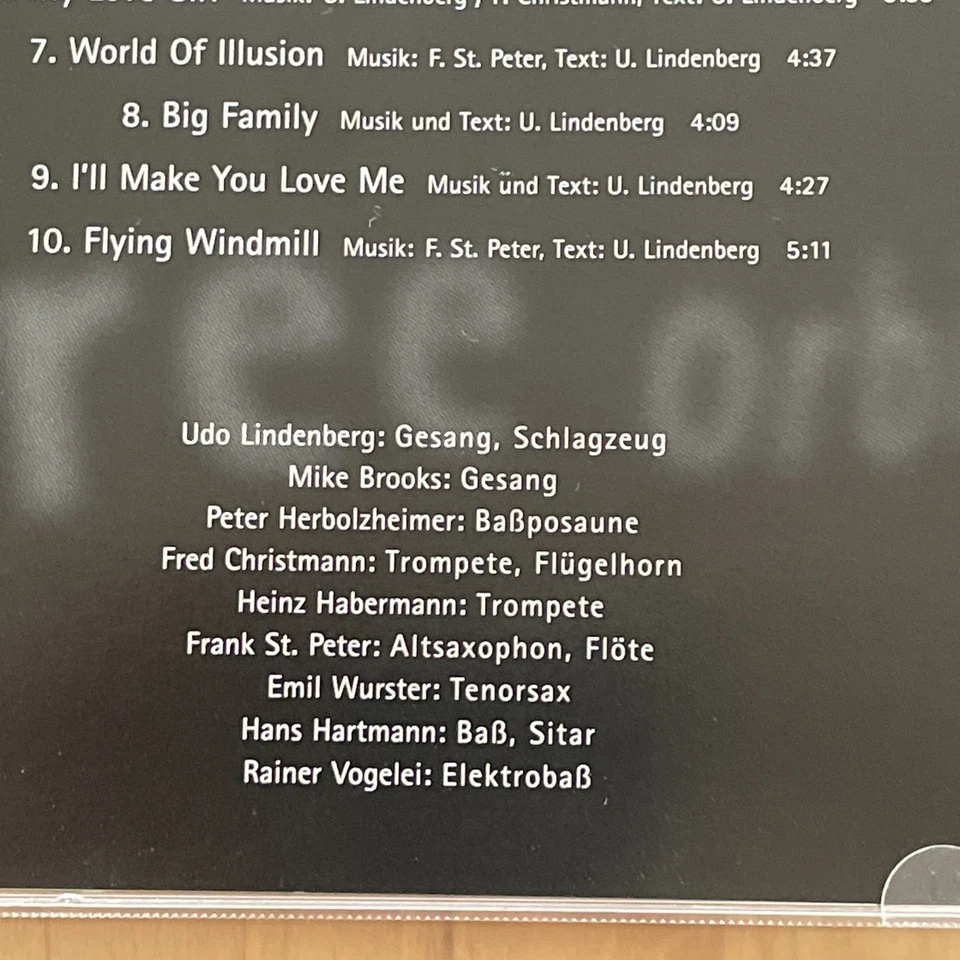 7. World Of Illusion Musik: F. St. Peter, Text: U. Lindenberg 4:37
8. Big Family Musik und Text: U. Lindenberg 4:09
9. I'll Make You Love Me Musik und Text: U. Lindenberg 4:27
10. Flying Windmill Musik: F. St. Peter, Text: U. Lindenberg 5:11
ree orb
Udo Lindenberg: Gesang, Schlagzeug
Mike Brooks: Gesang
Peter Herbolzheimer: Baßposaune
Fred Christmann: Trompete, Flügelhorn
Heinz Habermann: Trompete
Frank St. Peter: Altsaxophon, Flöte
Emil Wurster: Tenorsax
Hans Hartmann: Baß, Sitar
Rainer Vogelei: Elektrobaß